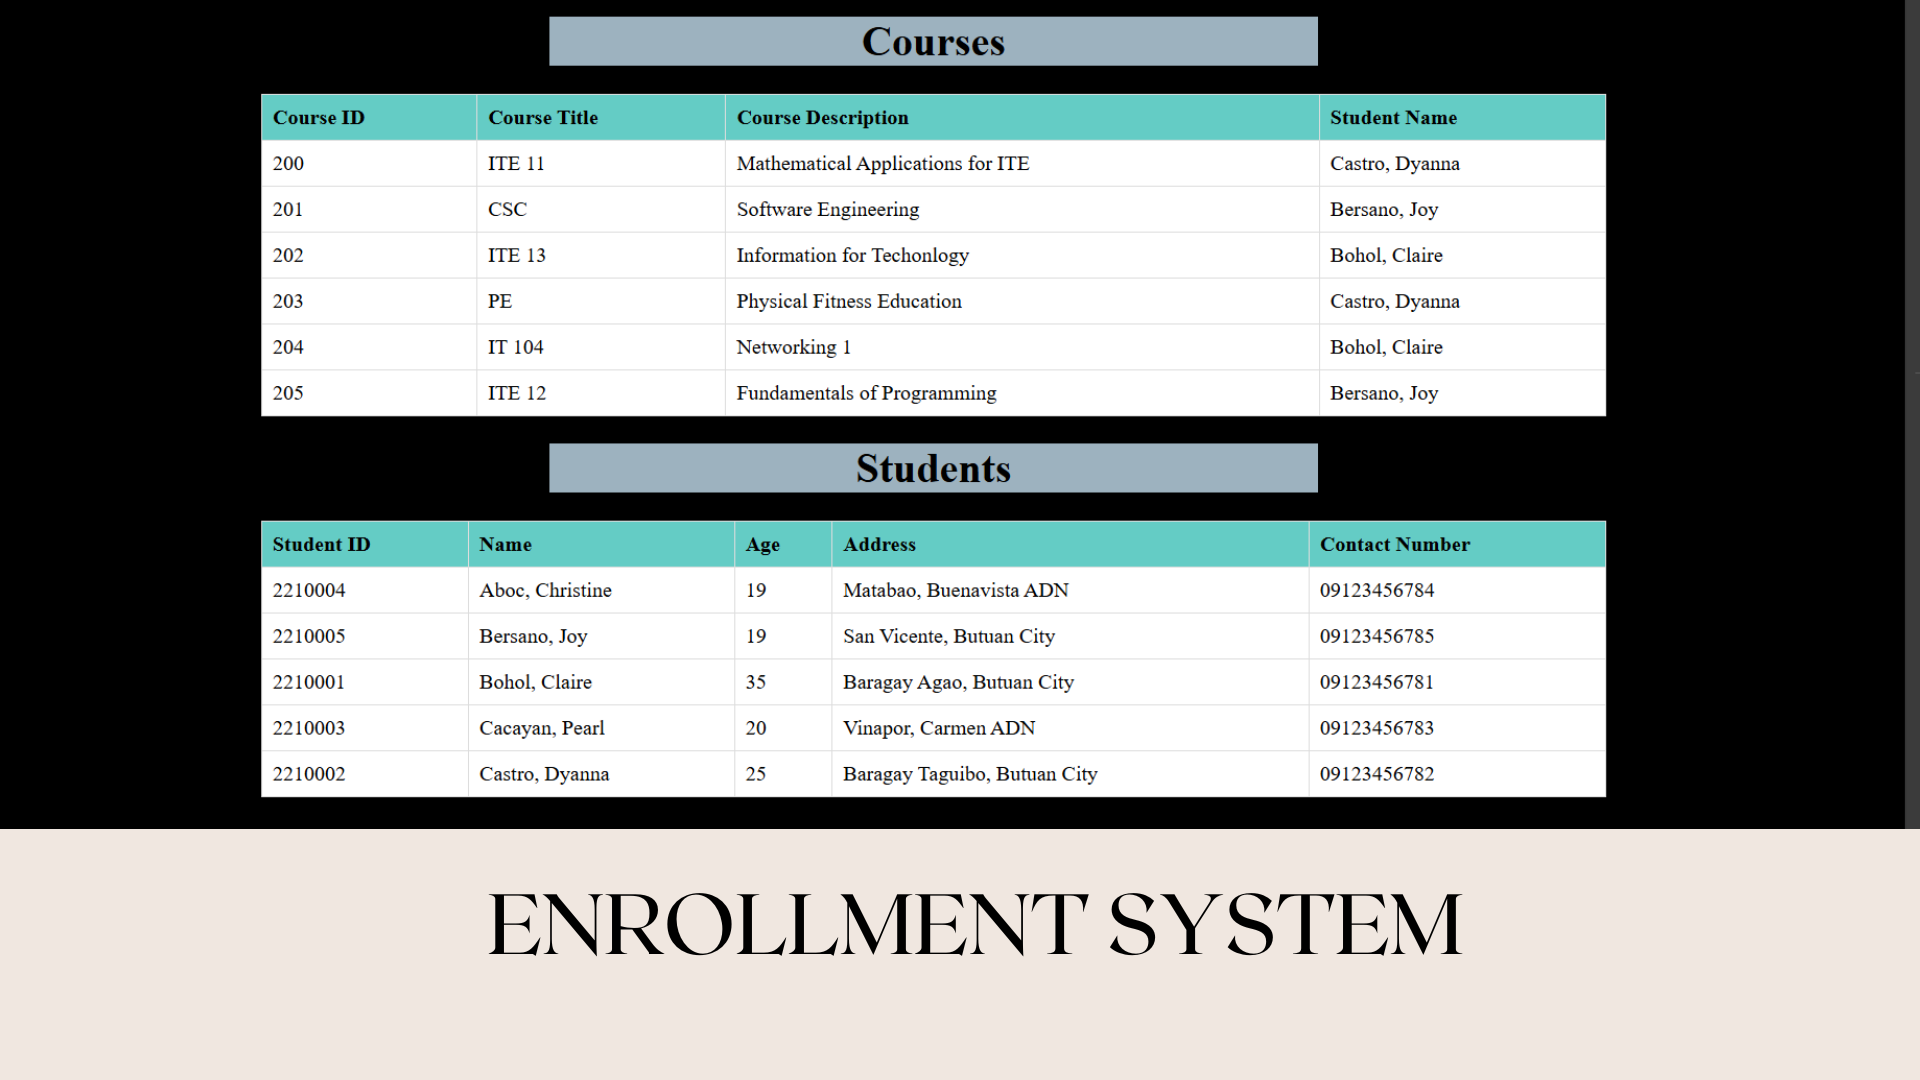 Courses
Course ID Course Title Course Description Student Name
200 ITE 11 Mathematical Applications for ITE Castro, Dyanna
201 CSC Software Engineering Bersano, Joy
202 ITE 13 Information for Techonlogy Bohol, Claire
203 PE Physical Fitness Education Castro, Dyanna
204 IT 104 Networking 1 Bohol, Claire
205 ITE 12 Fundamentals of Programming Bersano, Joy
Students
Student ID Name Age Address Contact Number
2210004 Aboc, Christine 19 Matabao, Buenavista ADN 09123456784
2210005 Bersano, Joy 19 San Vicente, Butuan City 09123456785
2210001 Bohol, Claire 35 Baragay Agao, Butuan City 09123456781
2210003 Cacayan, Pearl 20 Vinapor, Carmen ADN 09123456783
2210002 Castro, Dyanna 25 Baragay Taguibo, Butuan City 09123456782
ENROLLMENT SYSTEM